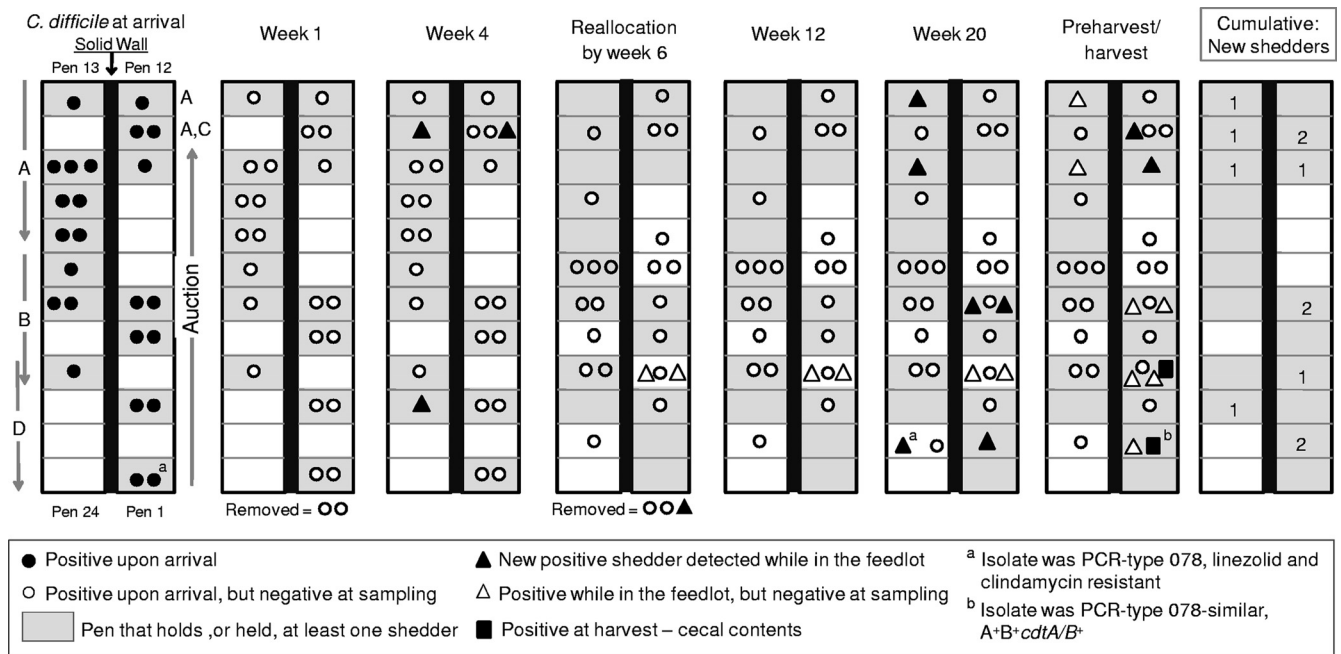 C. difficile at arrival
Solid Wall
Pen 13 Pen 12
Week 1
Week 4
Reallocation
by week 6
Week 12
Week 20
Preharvest/
harvest
Cumulative:
New shedders
A
A,C
A
B
D
Auction
a
a
b
1
1 2
1 1
2
1
1
2
Pen 24 Pen 1
Removed =
Removed =
Positive upon arrival
Positive upon arrival, but negative at sampling
Pen that holds ,or held, at least one shedder
New positive shedder detected while in the feedlot
Positive while in the feedlot, but negative at sampling
Positive at harvest – cecal contents
a Isolate was PCR-type 078, linezolid and
clindamycin resistant
b Isolate was PCR-type 078-similar,
A+B+cdtA/B+